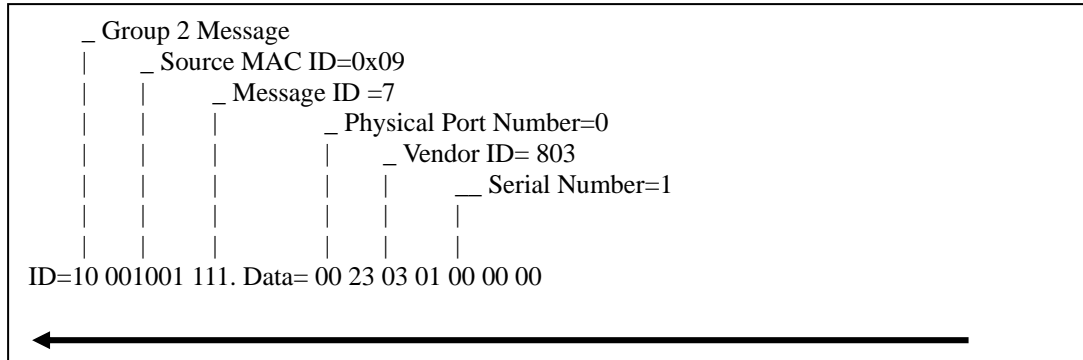 _ Group 2 Message
| _ Source MAC ID=0x09
| | _ Message ID =7
| | | _ Physical Port Number=0
| | | | _ Vendor ID= 803
| | | | | __ Serial Number=1
| | | | | |
| | | | | |
ID=10 001001 111. Data= 00 23 03 01 00 00 00